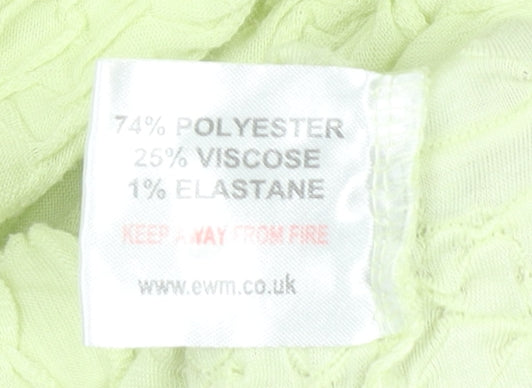 74% POLYESTER
25% VISCOSE
1% ELASTANE
KEEP AWAY FROM FIRE
www.ewm.co.uk